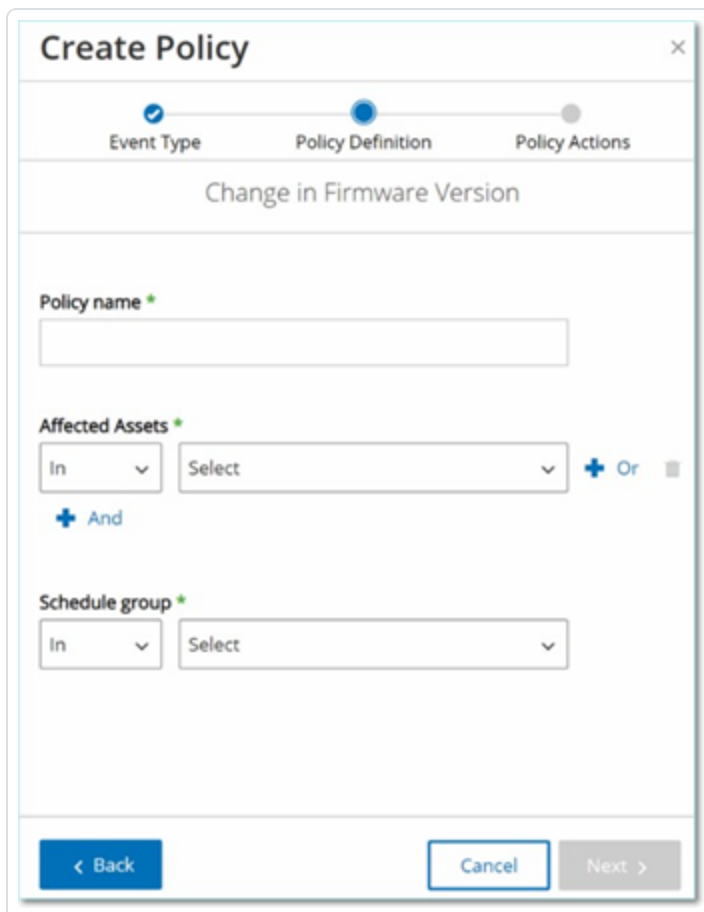 Create Policy
Event Type Policy Definition Policy Actions
Change in Firmware Version
Policy name *
Affected Assets *
In Select Or
And
Schedule group *
In Select
Back Cancel Next